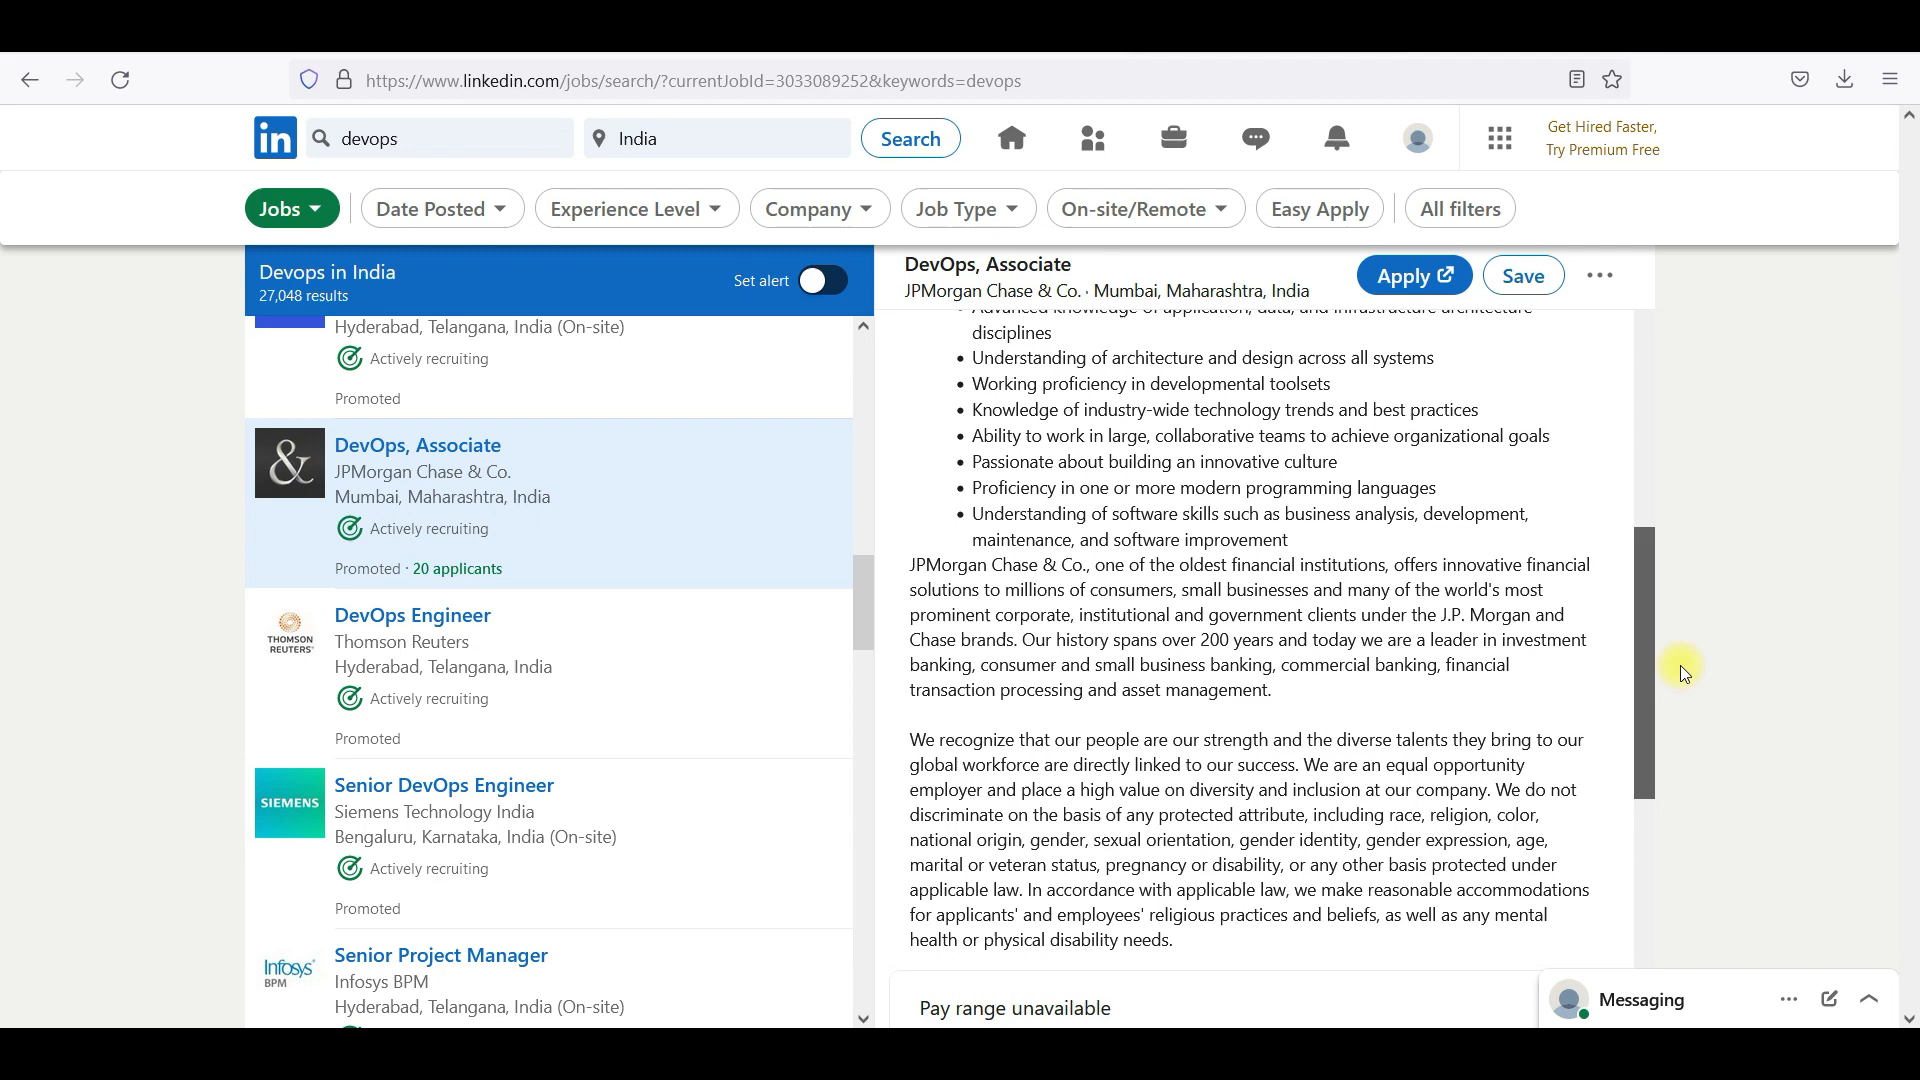 https://www.linkedin.com/jobs/search/?currentJobId=3033089252&keywords=devops
in
devops
India
Search
Get Hired Faster,
Try Premium Free
Jobs
Date Posted
Experience Level
Company
Job Type
On-site/Remote
Easy Apply
All filters
Devops in India
27,048 results
Set alert
Hyderabad, Telangana, India (On-site)
Actively recruiting
Promoted
&
DevOps, Associate
JPMorgan Chase & Co.
Mumbai, Maharashtra, India
Actively recruiting
Promoted · 20 applicants
THOMSON
REUTERS®
DevOps Engineer
Thomson Reuters
Hyderabad, Telangana, India
Actively recruiting
Promoted
SIEMENS
Senior DevOps Engineer
Siemens Technology India
Bengaluru, Karnataka, India (On-site)
Actively recruiting
Promoted
Infosys®
BPM
Senior Project Manager
Infosys BPM
Hyderabad, Telangana, India (On-site)
DevOps, Associate
JPMorgan Chase & Co. · Mumbai, Maharashtra, India
Apply
Save
• Advanced knowledge of application, data, and infrastructure architecture
disciplines
• Understanding of architecture and design across all systems
• Working proficiency in developmental toolsets
• Knowledge of industry-wide technology trends and best practices
• Ability to work in large, collaborative teams to achieve organizational goals
• Passionate about building an innovative culture
• Proficiency in one or more modern programming languages
• Understanding of software skills such as business analysis, development,
maintenance, and software improvement
JPMorgan Chase & Co., one of the oldest financial institutions, offers innovative financial
solutions to millions of consumers, small businesses and many of the world's most
prominent corporate, institutional and government clients under the J.P. Morgan and
Chase brands. Our history spans over 200 years and today we are a leader in investment
banking, consumer and small business banking, commercial banking, financial
transaction processing and asset management.
We recognize that our people are our strength and the diverse talents they bring to our
global workforce are directly linked to our success. We are an equal opportunity
employer and place a high value on diversity and inclusion at our company. We do not
discriminate on the basis of any protected attribute, including race, religion, color,
national origin, gender, sexual orientation, gender identity, gender expression, age,
marital or veteran status, pregnancy or disability, or any other basis protected under
applicable law. In accordance with applicable law, we make reasonable accommodations
for applicants' and employees' religious practices and beliefs, as well as any mental
health or physical disability needs.
Pay range unavailable
Messaging